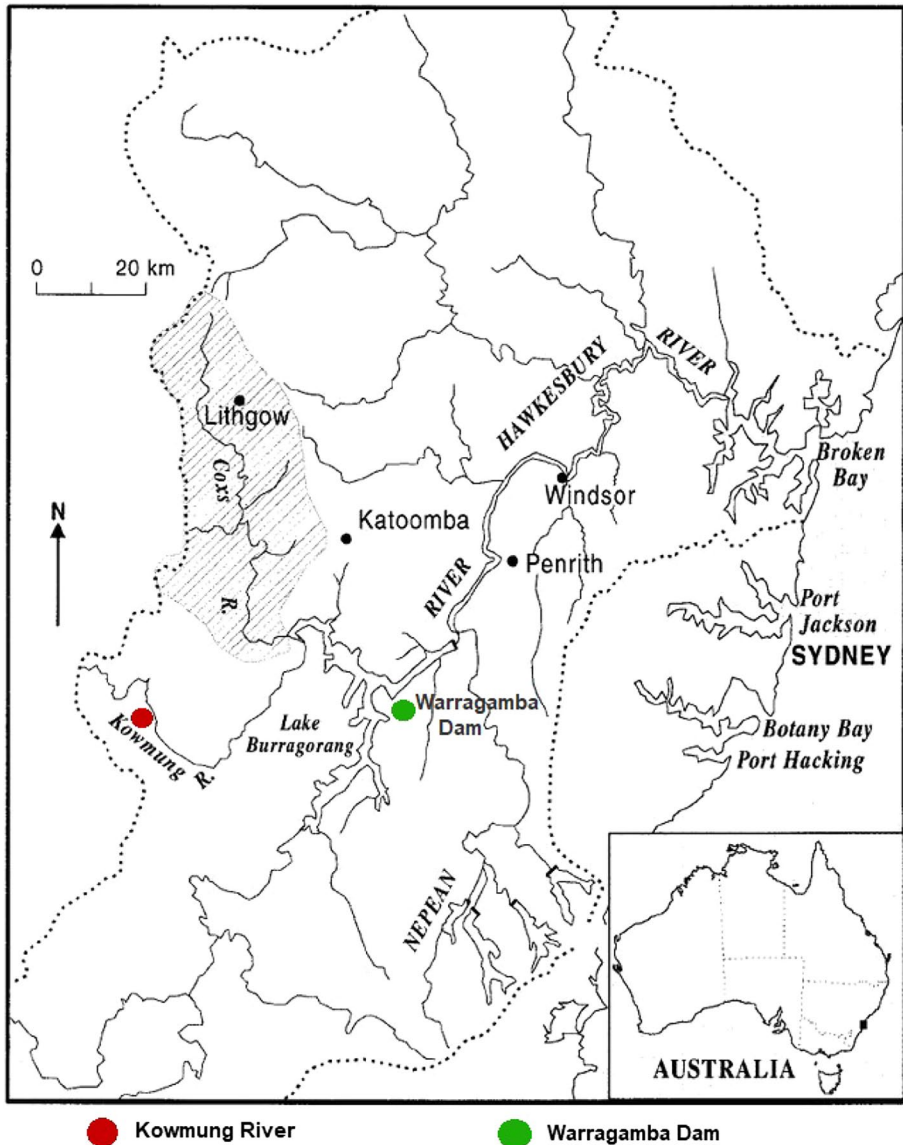 0 20 km
HAWKESBURY
RIVER
Lithgow
Broken
Bay
Coxs
R.
Windsor
N
Katoomba
RIVER
Penrith
Port
Jackson
SYDNEY
Warragamba
Dam
Kowmung
R.
Lake
Burragorang
Botany Bay
Port Hacking
NEPEAN
AUSTRALIA
Kowmung River
Warragamba Dam